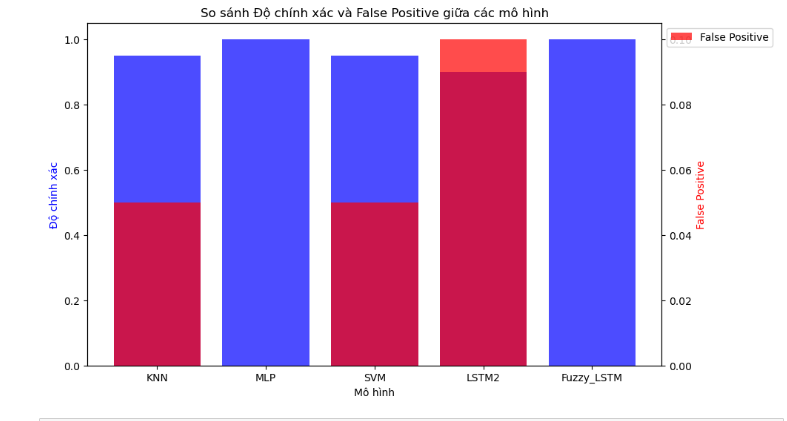 So sánh Độ chính xác và False Positive giữa các mô hình
False Positive
1.0
0.8
0.6
0.4
0.2
0.0
Độ chính xác
0.10
0.08
0.06
0.04
0.02
0.00
False Positive
KNN
MLP
SVM
LSTM2
Fuzzy_LSTM
Mô hình